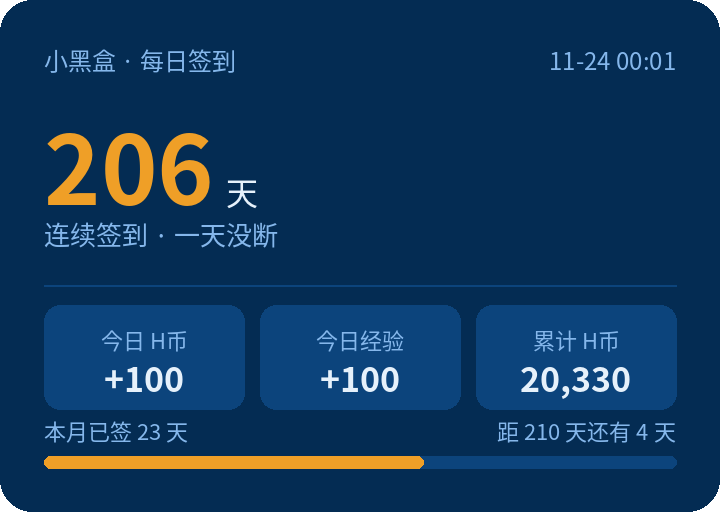 小黑盒 · 每日签到
11-24 00:01
206 天
连续签到 · 一天没断
今日 H币
+100
今日经验
+100
累计 H币
20,330
本月已签 23 天
距 210 天还有 4 天